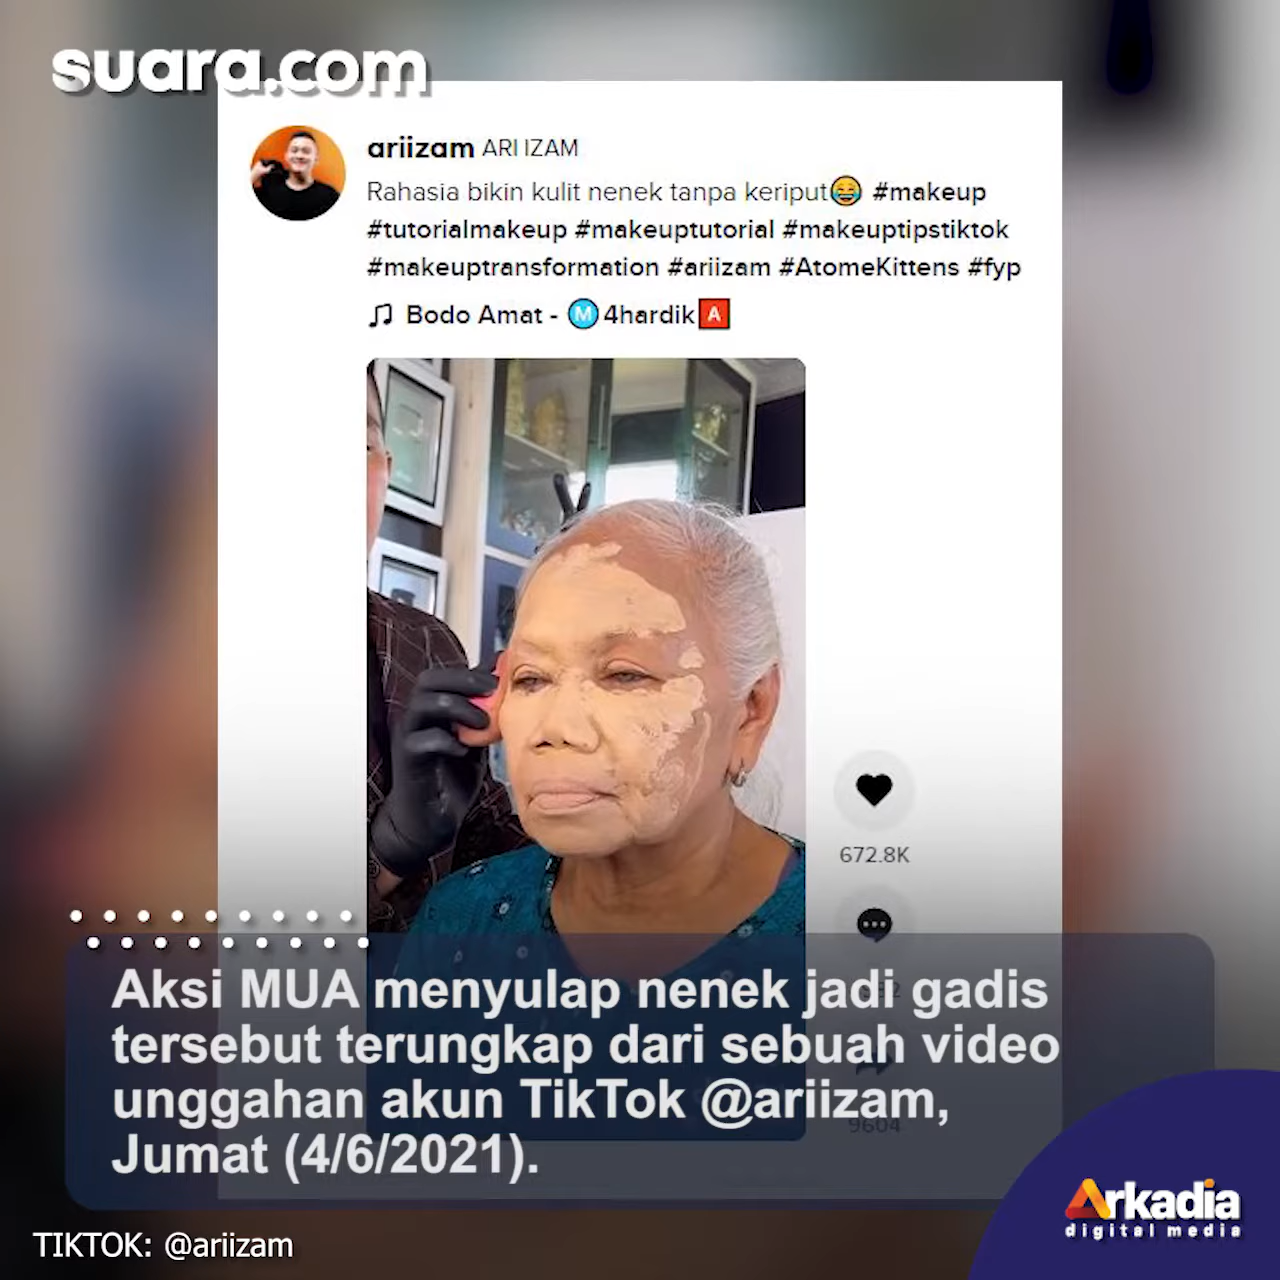 suara.com
ariizam ARI IZAM
Rahasia bikin kulit nenek tanpa keriput😂 #makeup
#tutorialmakeup #makeuptutorial #makeuptipstiktok
#makeuptransformation #ariizam #AtomeKittens #fyp
Bodo Amat - Ⓜ️4hardik🅰️
672.8K
Aksi MUA menyulap nenek jadi gadis
tersebut terungkap dari sebuah video
unggahan akun TikTok @ariizam,
Jumat (4/6/2021).
9604
Arkadia
digital media
TIKTOK: @ariizam